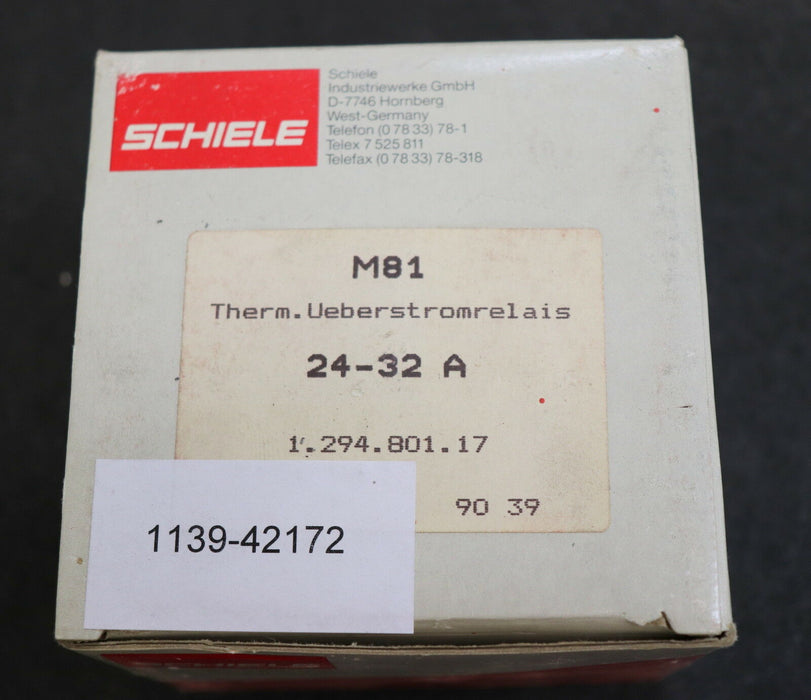 SCHIELE
Schiele
Industriewerke GmbH
D-7746 Hornberg
West-Germany
Telefon (0 78 33) 78-1
Telex 7 525 811
Telefax (0 78 33) 78-318
M81
Therm.Ueberstromrelais
24-32 A
1.294.801.17
90 39
1139-42172
SCHIELE